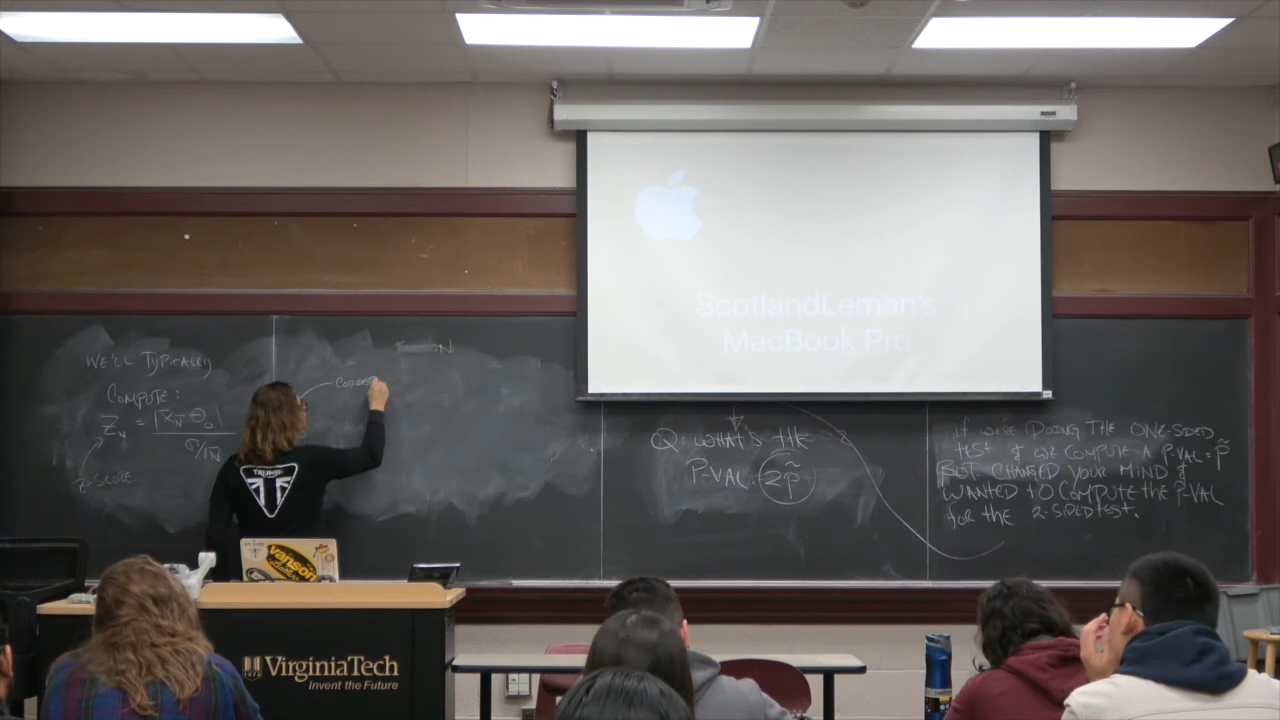 ScotlandLeman's
MacBook Pro
WE'LL TYPICALLY
COMPUTE:
Z_N = |X̄_N - θ_0|
σ/√N
Z-SCORE
Q: WHAT'S THE
P-VAL = 2p̃
IF WE'RE DOING THE ONE-SIDED
TEST & WE COMPUTE A P-VAL = p̃
BUT CHANGED YOUR MIND &
WANTED TO COMPUTE THE P-VAL
FOR THE 2-SIDED TEST.
TRIUMPH
vanson
VirginiaTech
Invent the Future